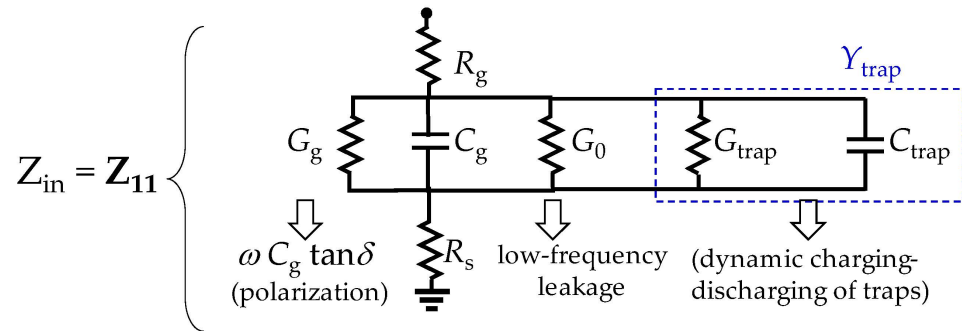 Y_trap
R_g
G_g
C_g
G_0
G_trap
C_trap
Z_in = Z_11
R_s
ω C_g tanδ
(polarization)
low-frequency
leakage
(dynamic charging-
discharging of traps)